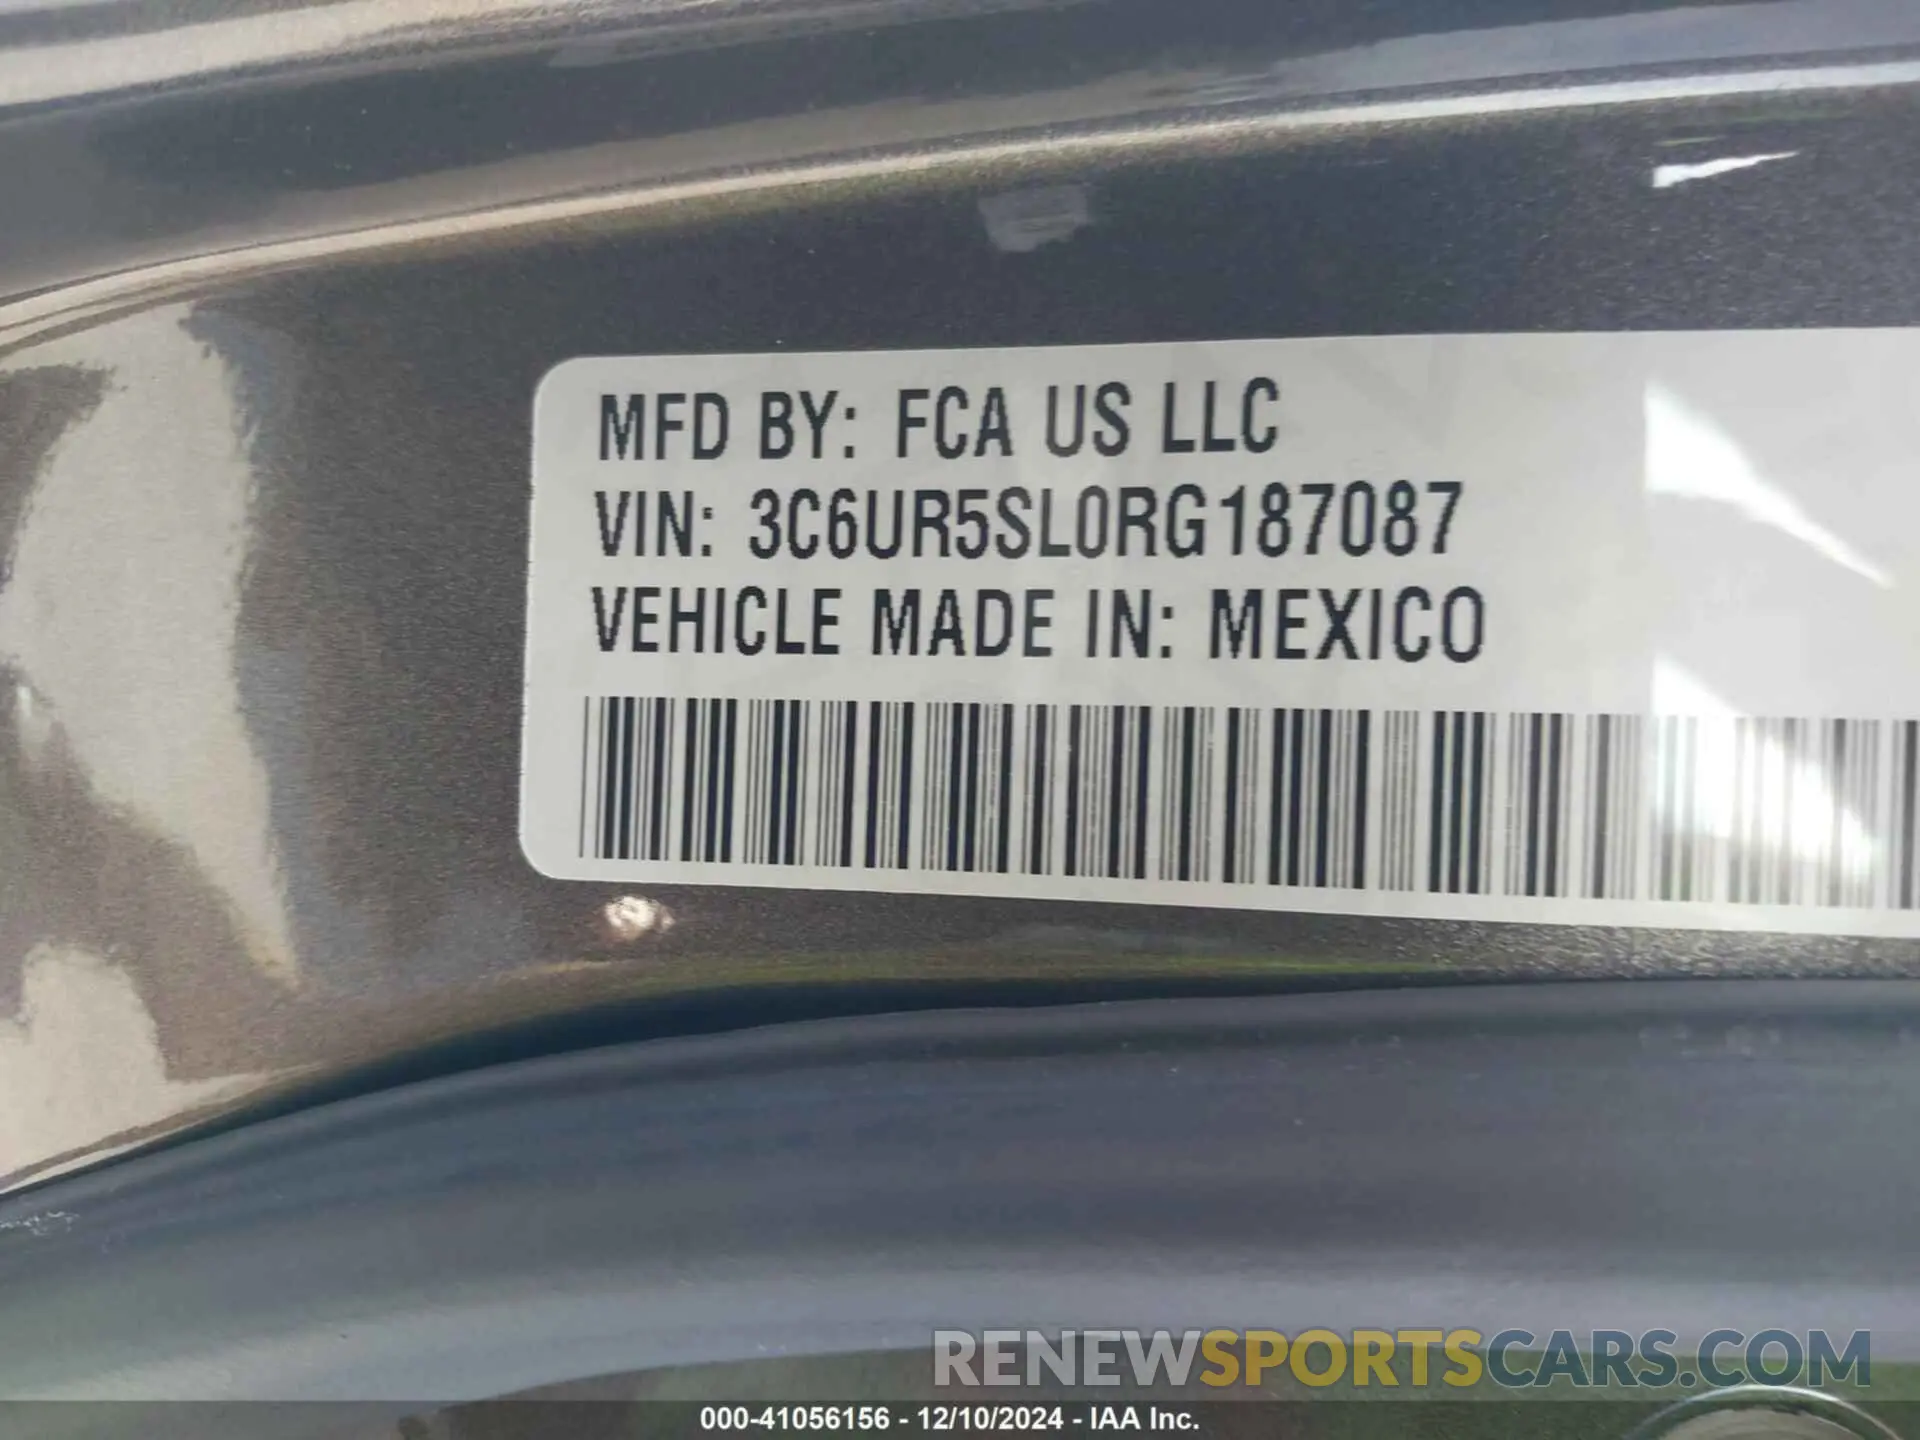 MFD BY: FCA US LLC
VIN: 3C6UR5SL0RG187087
VEHICLE MADE IN: MEXICO
RENEWSPORTSCARS.COM
000-41056156 - 12/10/2024 - IAA Inc.